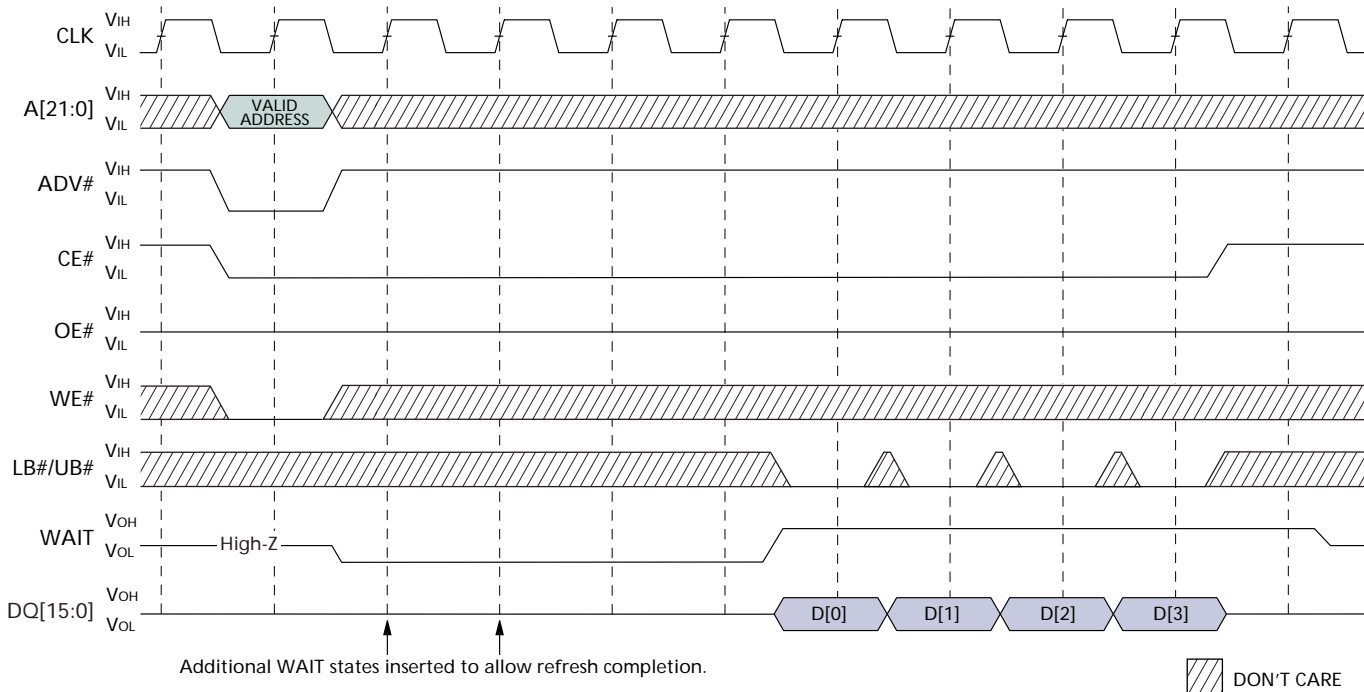 CLK VIH
VIL
A[21:0] VIH
VIL
VALID
ADDRESS
ADV# VIH
VIL
CE# VIH
VIL
OE# VIH
VIL
WE# VIH
VIL
LB#/UB# VIH
VIL
WAIT VOH
VOL
High-Z
DQ[15:0] VOH
VOL
D[0] D[1] D[2] D[3]
Additional WAIT states inserted to allow refresh completion.
DON'T CARE